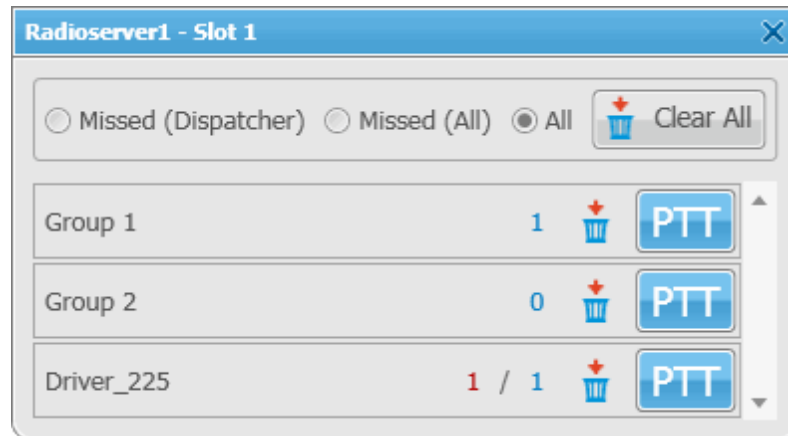 Radioserver1 - Slot 1
Missed (Dispatcher) Missed (All) All Clear All
Group 1 1 PTT
Group 2 0 PTT
Driver_225 1 / 1 PTT